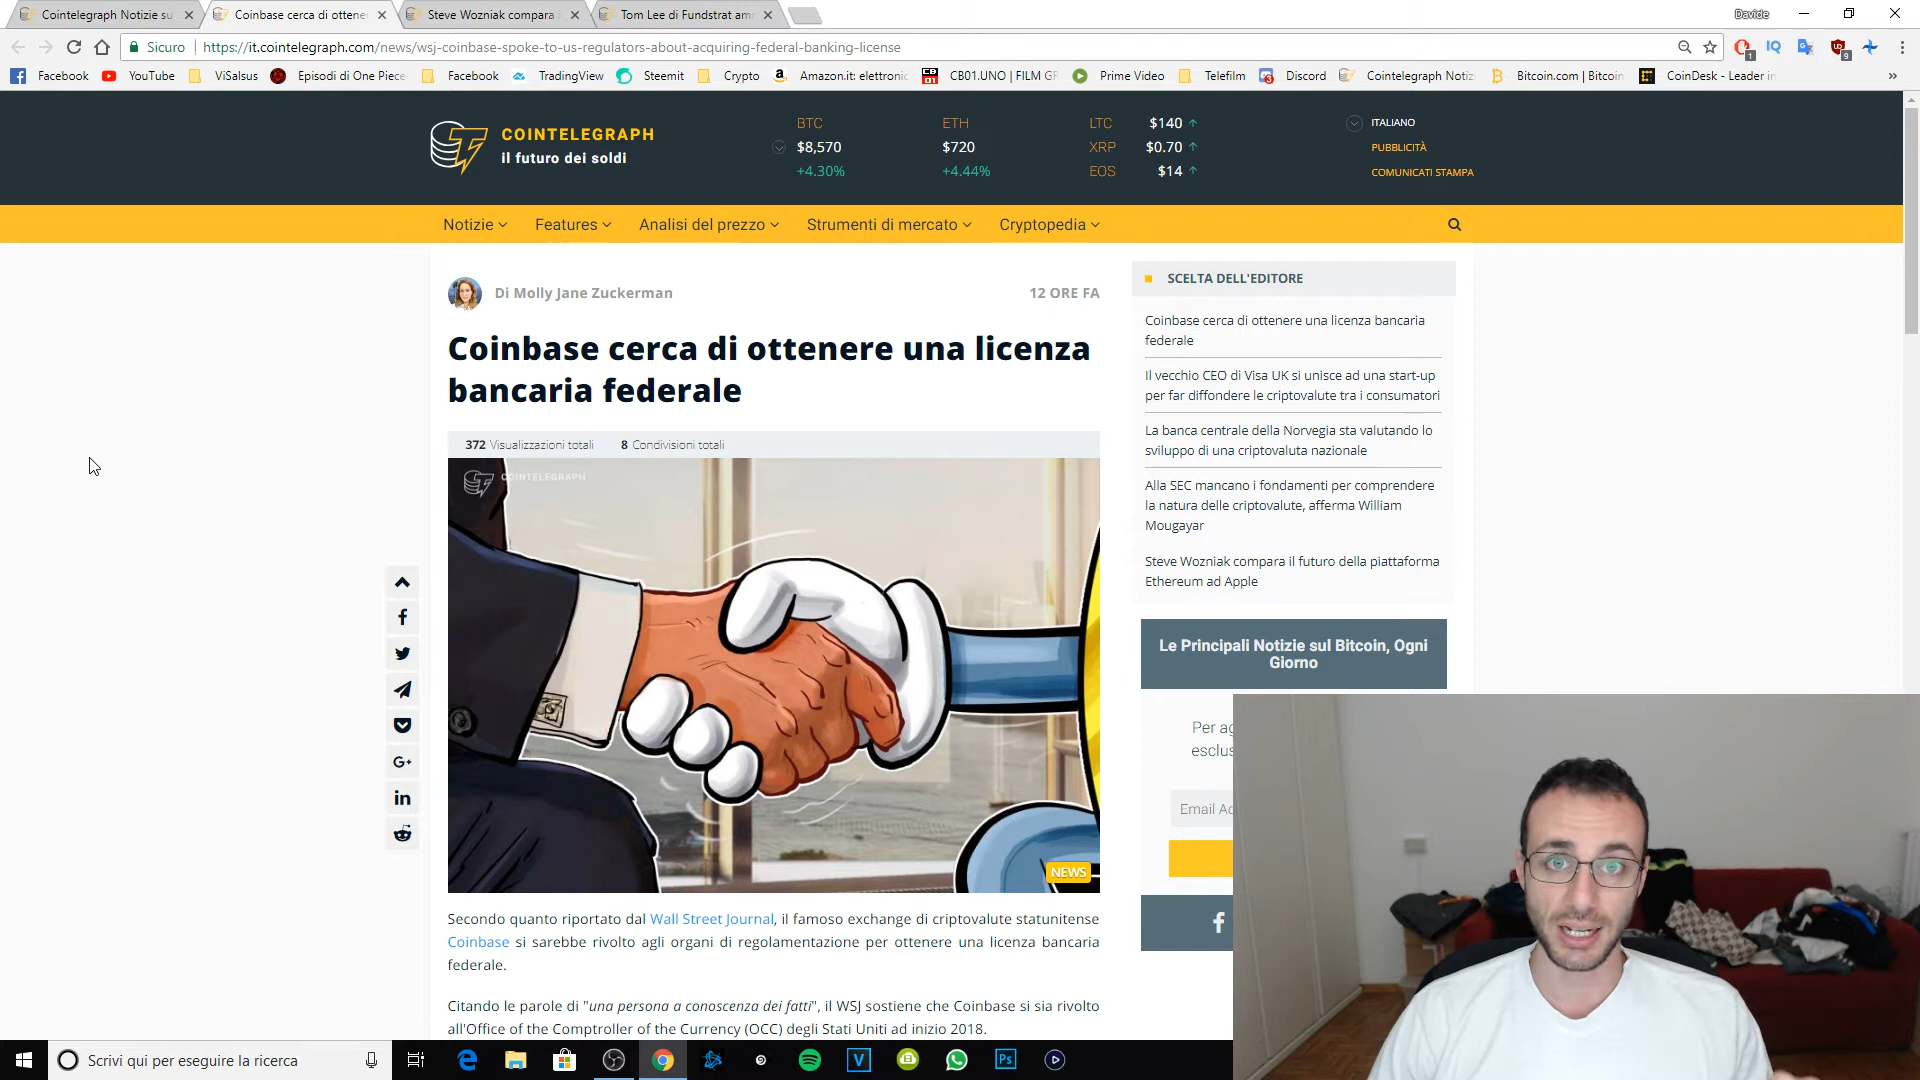 Cointelegraph Notizie su
Coinbase cerca di ottene
Steve Wozniak compara
Tom Lee di Fundstrat am
Davide
Sicuro
https://it.cointelegraph.com/news/wsj-coinbase-spoke-to-us-regulators-about-acquiring-federal-banking-license
Facebook
YouTube
ViSalsus
Episodi di One Piece
Facebook
TradingView
Steemit
Crypto
Amazon.it: elettronic
CB01.UNO | FILM GR
Prime Video
Telefilm
Discord
Cointelegraph Notiz
Bitcoin.com | Bitcoin
CoinDesk - Leader in
COINTELEGRAPH
il futuro dei soldi
BTC
$8,570
+4.30%
ETH
$720
+4.44%
LTC $140
XRP $0.70
EOS $14
ITALIANO
PUBBLICITÀ
COMUNICATI STAMPA
Notizie
Features
Analisi del prezzo
Strumenti di mercato
Cryptopedia
Di Molly Jane Zuckerman
12 ORE FA
Coinbase cerca di ottenere una licenza
bancaria federale
372 Visualizzazioni totali
8 Condivisioni totali
COINTELEGRAPH
NEWS
Secondo quanto riportato dal Wall Street Journal, il famoso exchange di criptovalute statunitense
Coinbase si sarebbe rivolto agli organi di regolamentazione per ottenere una licenza bancaria
federale.
Citando le parole di "una persona a conoscenza dei fatti", il WSJ sostiene che Coinbase si sia rivolto
all'Office of the Comptroller of the Currency (OCC) degli Stati Uniti ad inizio 2018.
SCELTA DELL'EDITORE
Coinbase cerca di ottenere una licenza bancaria
federale
Il vecchio CEO di Visa UK si unisce ad una start-up
per far diffondere le criptovalute tra i consumatori
La banca centrale della Norvegia sta valutando lo
sviluppo di una criptovaluta nazionale
Alla SEC mancano i fondamenti per comprendere
la natura delle criptovalute, afferma William
Mougayar
Steve Wozniak compara il futuro della piattaforma
Ethereum ad Apple
Le Principali Notizie sul Bitcoin, Ogni
Giorno
Per ag
esclus
Email Ad
Scrivi qui per eseguire la ricerca